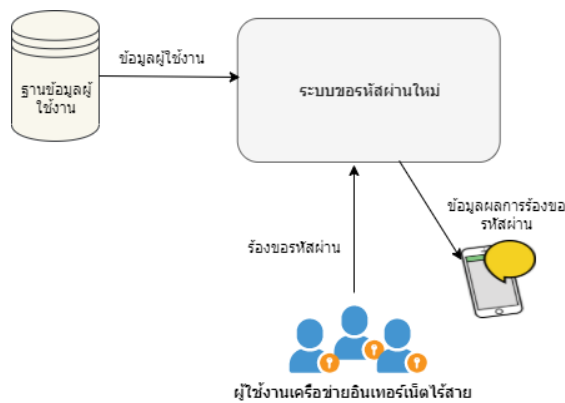 ข้อมูลผู้ใช้งาน
ฐานข้อมูลผู้
ใช้งาน
ระบบขอรหัสผ่านใหม่
ข้อมูลผลการร้องขอ
รหัสผ่าน
ร้องขอรหัสผ่าน
ผู้ใช้งานเครือข่ายอินเทอร์เน็ตไร้สาย